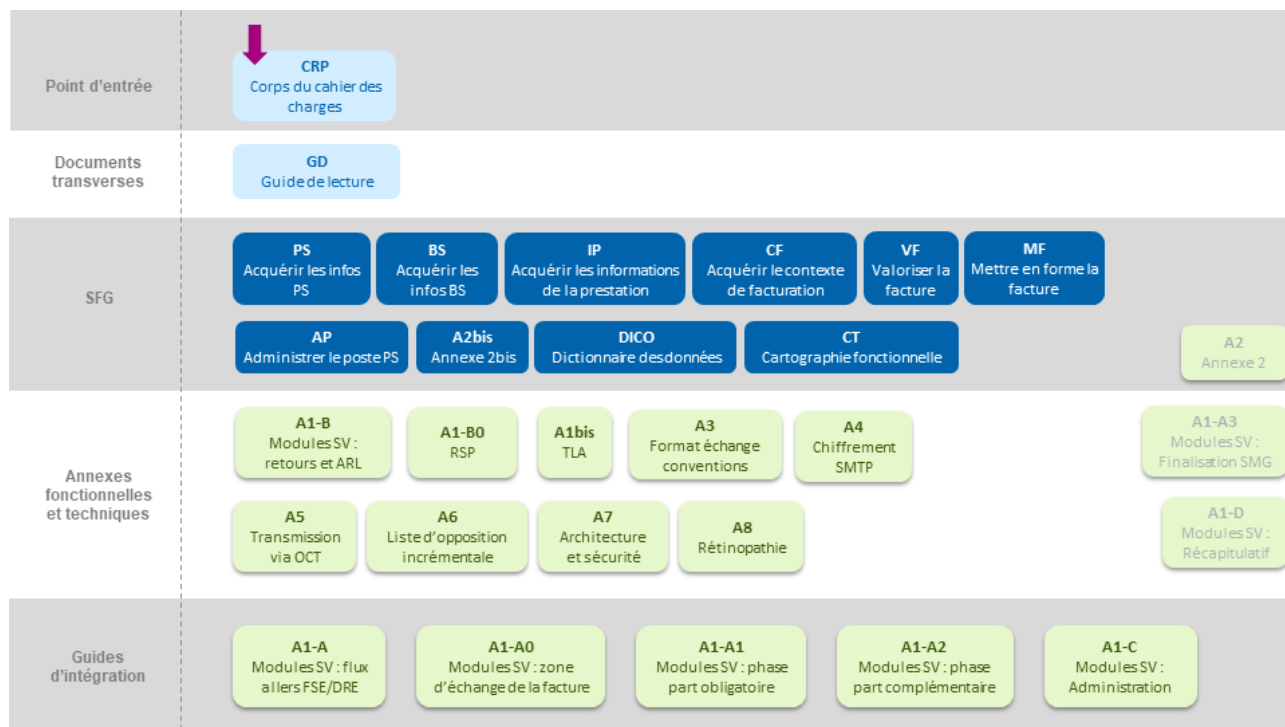 Point d'entrée
CRP
Corps du cahier des
charges
Documents
transverses
GD
Guide de lecture
SFG
PS
Acquérir les infos
PS
BS
Acquérir les
infos BS
IP
Acquérir les informations
de la prestation
CF
Acquérir le contexte
de facturation
VF
Valoriser la
facture
MF
Mettre en forme la
facture
AP
Administrer le poste PS
A2bis
Annexe 2bis
DICO
Dictionnaire des données
CT
Cartographie fonctionnelle
A2
Annexe 2
Annexes
fonctionnelles
et techniques
A1-B
Modules SV :
retours et ARL
A1-B0
RSP
A1bis
TLA
A3
Format échange
conventions
A4
Chiffrement
SMTP
A1-A3
Modules SV :
Finalisation SMG
A5
Transmission
via OCT
A6
Liste d'opposition
incrémentale
A7
Architecture
et sécurité
A8
Rétinopathie
A1-D
Modules SV :
Récapitulatif
Guides
d'intégration
A1-A
Modules SV : flux
allers FSE/DRE
A1-A0
Modules SV : zone
d'échange de la facture
A1-A1
Modules SV : phase
part obligatoire
A1-A2
Modules SV : phase
part complémentaire
A1-C
Modules SV :
Administration